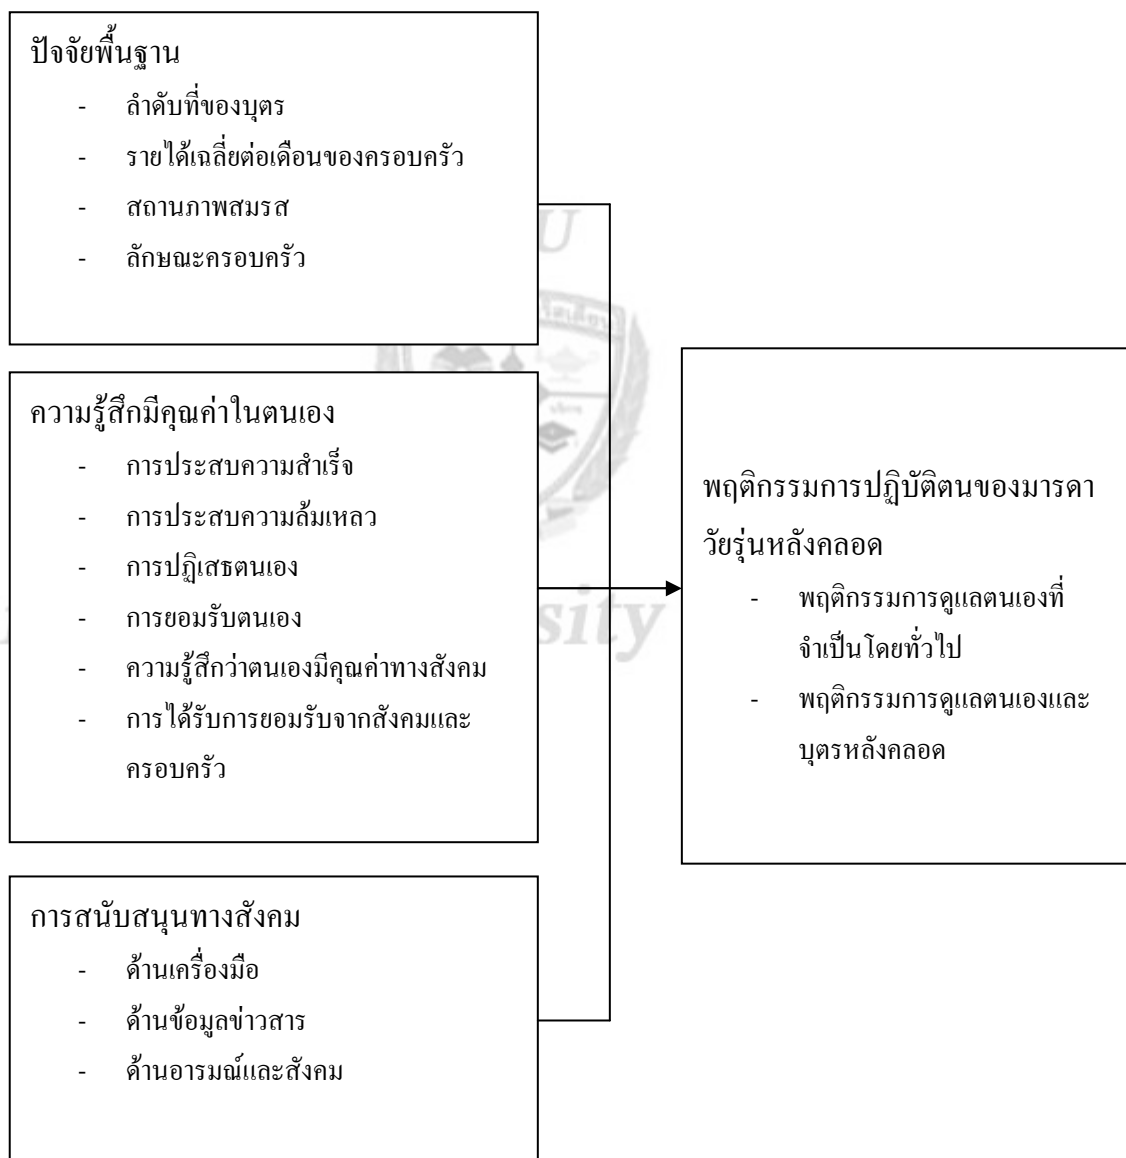 ปัจจัยพื้นฐาน
- ลำดับที่ของบุตร
- รายได้เฉลี่ยต่อเดือนของครอบครัว
- สถานภาพสมรส
- ลักษณะครอบครัว
ความรู้สึกมีคุณค่าในตนเอง
- การประสบความสำเร็จ
- การประสบความล้มเหลว
- การปฏิเสธตนเอง
- การยอมรับตนเอง
- ความรู้สึกว่าตนเองมีคุณค่าทางสังคม
- การได้รับการยอมรับจากสังคมและ
ครอบครัว
การสนับสนุนทางสังคม
- ด้านเครื่องมือ
- ด้านข้อมูลข่าวสาร
- ด้านอารมณ์และสังคม
พฤติกรรมการปฏิบัติตนของมารดา
วัยรุ่นหลังคลอด
- พฤติกรรมการดูแลตนเองที่
จำเป็นโดยทั่วไป
- พฤติกรรมการดูแลตนเองและ
บุตรหลังคลอด
U
sity